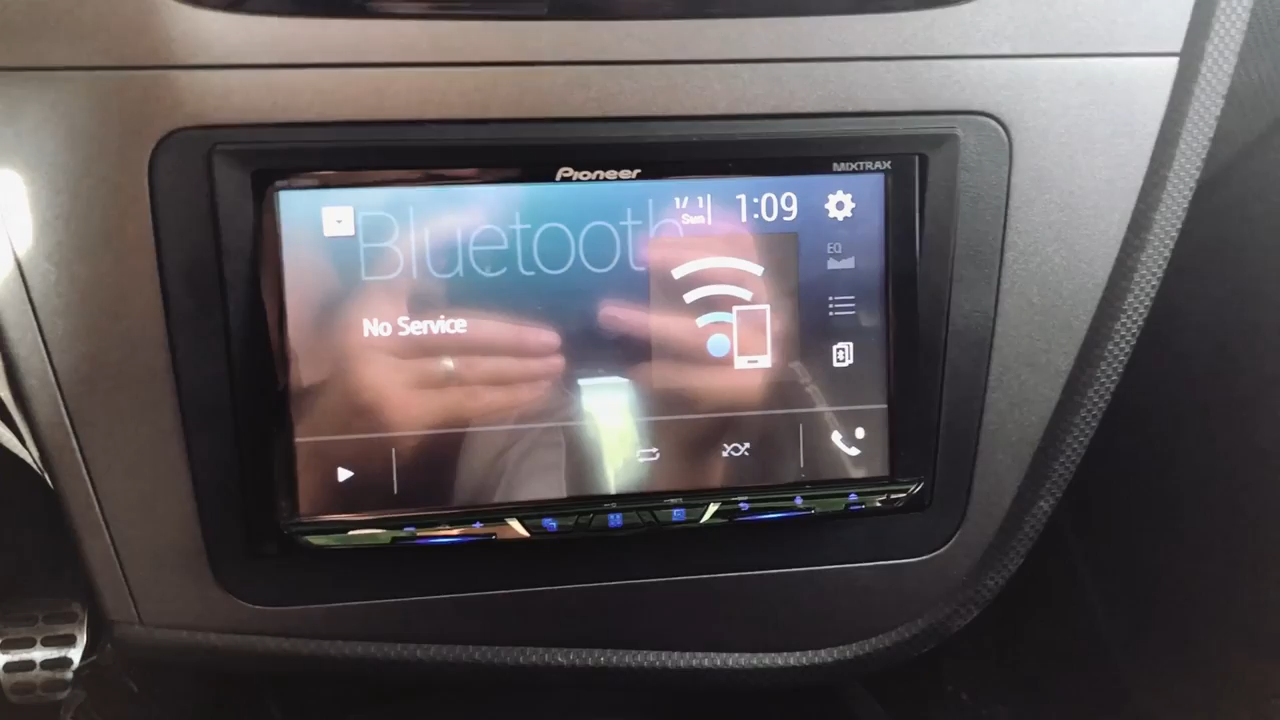 Pioneer
MIXTRAX
Bluetooth
Sun
1:09
EQ
No Service